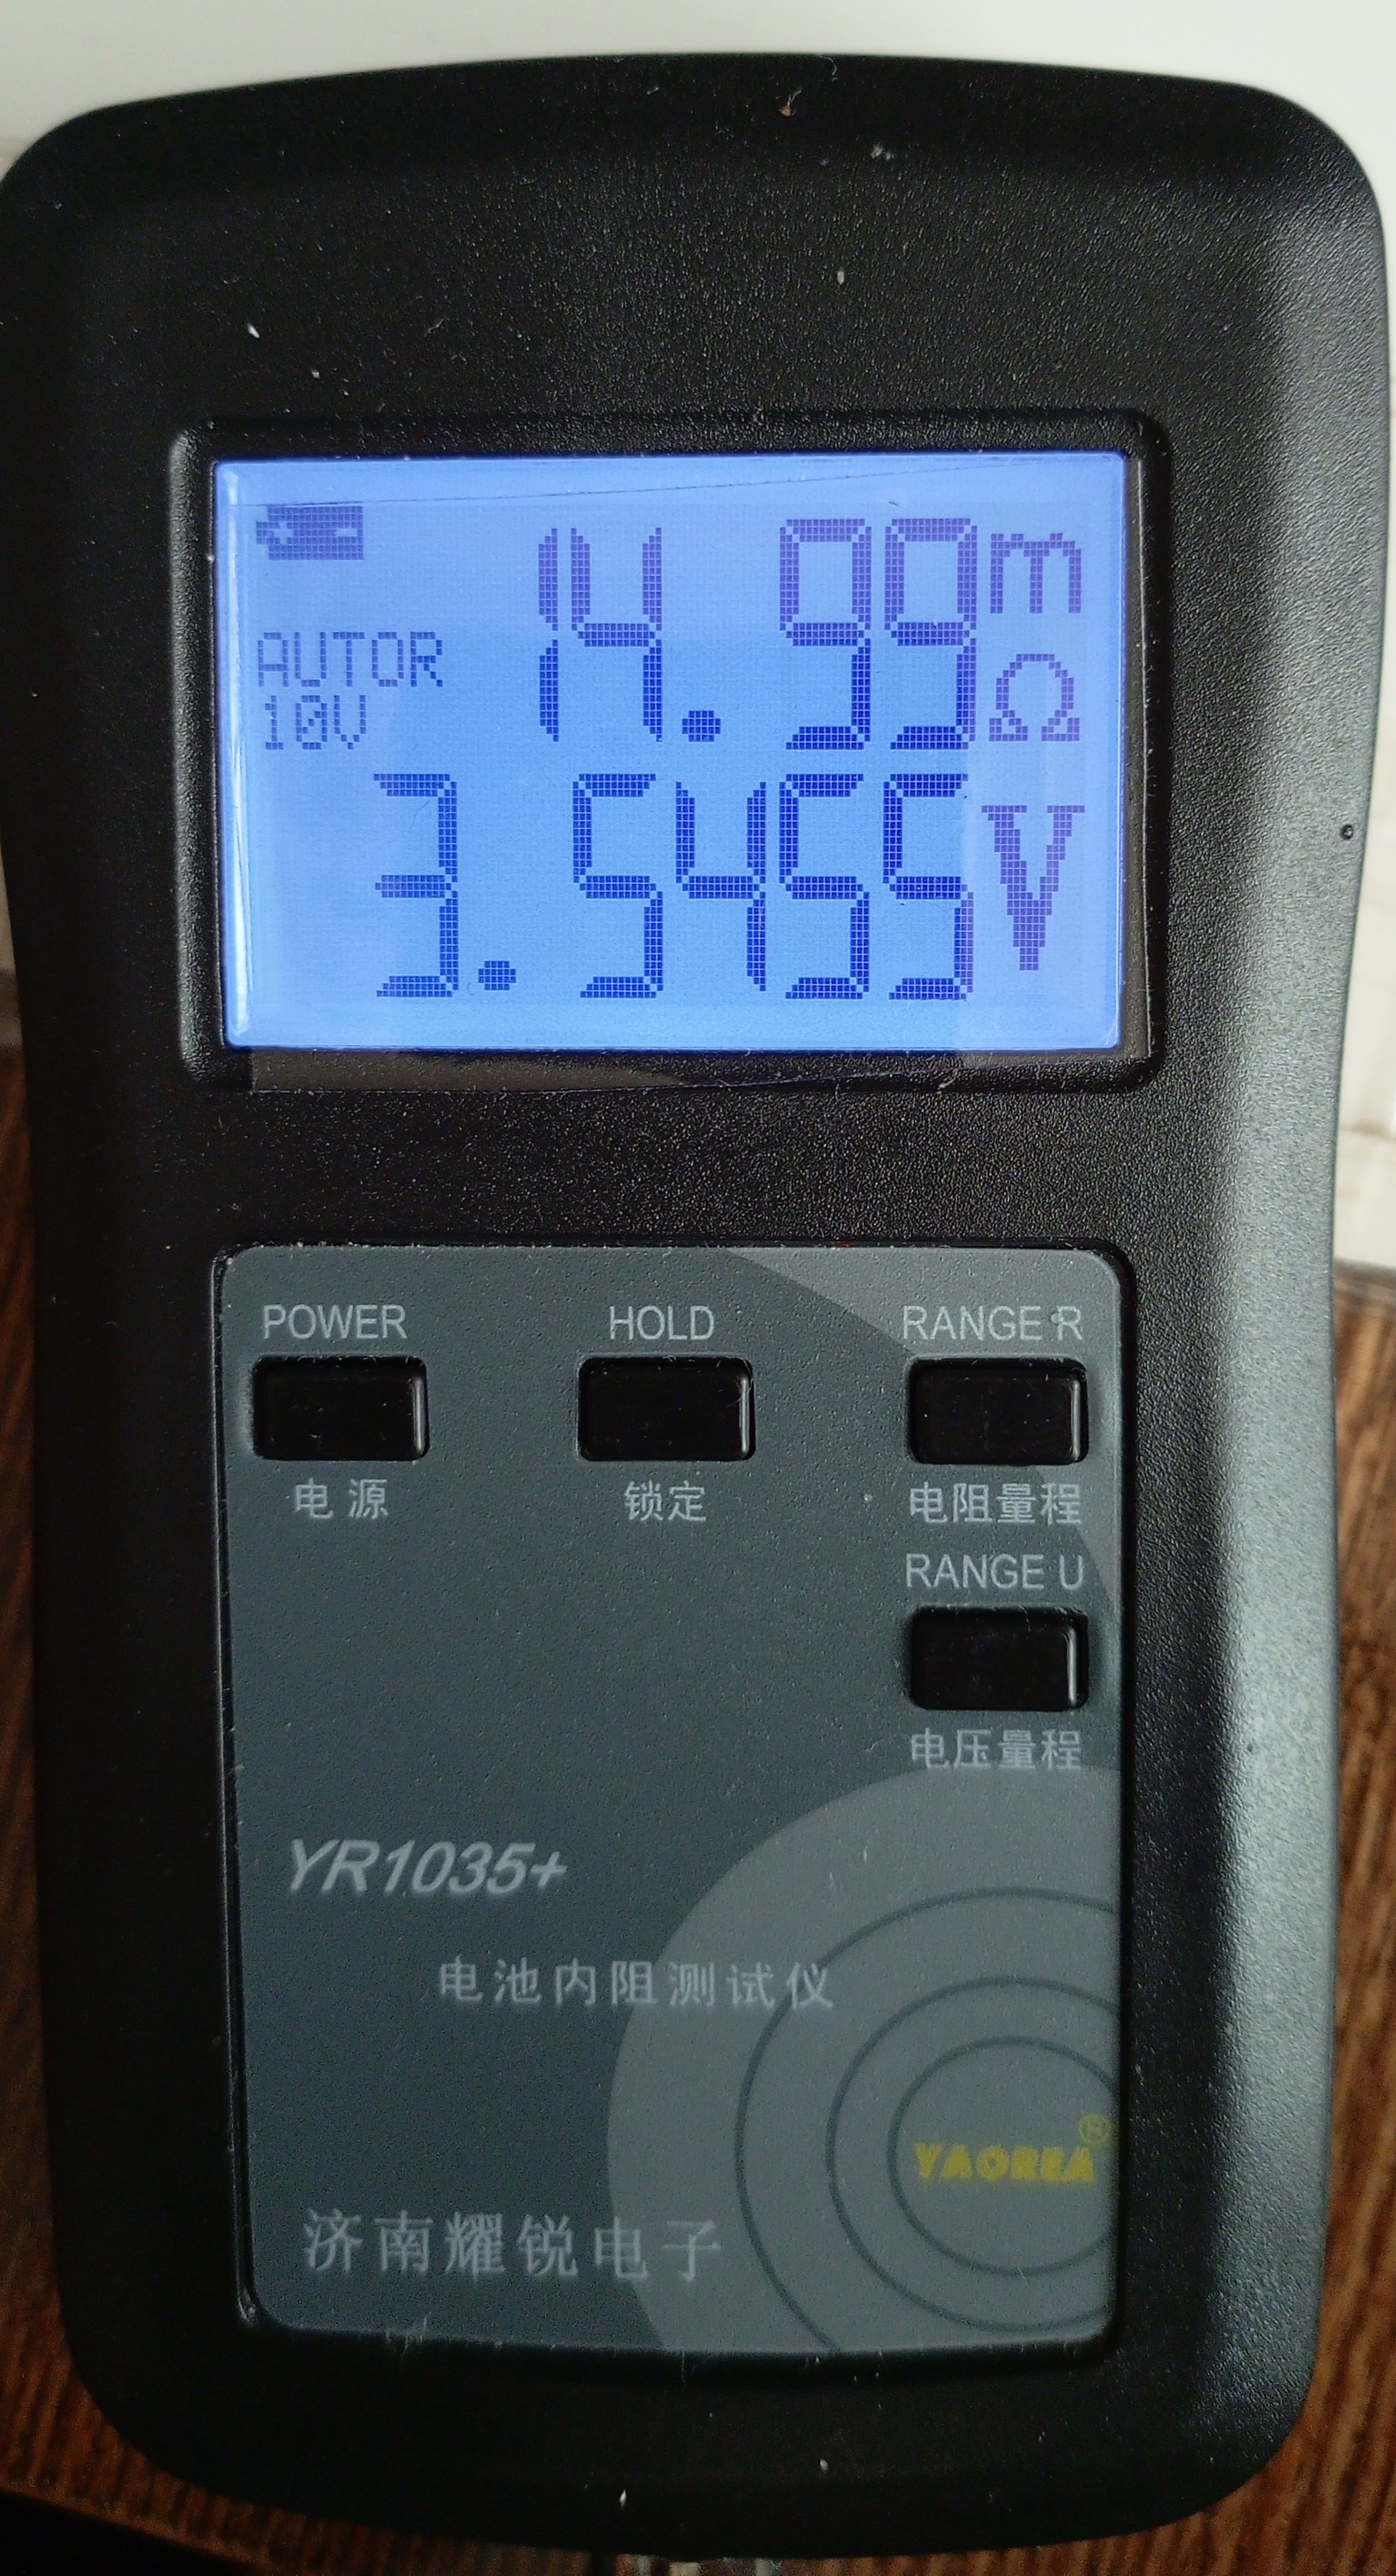 14.99mΩ
AUTOR
10V
3.5455V
POWER
HOLD
RANGE R
电源
锁定
电阻量程
RANGE U
电压量程
YR1035+
电池内阻测试仪
YAOREA®
济南耀锐电子